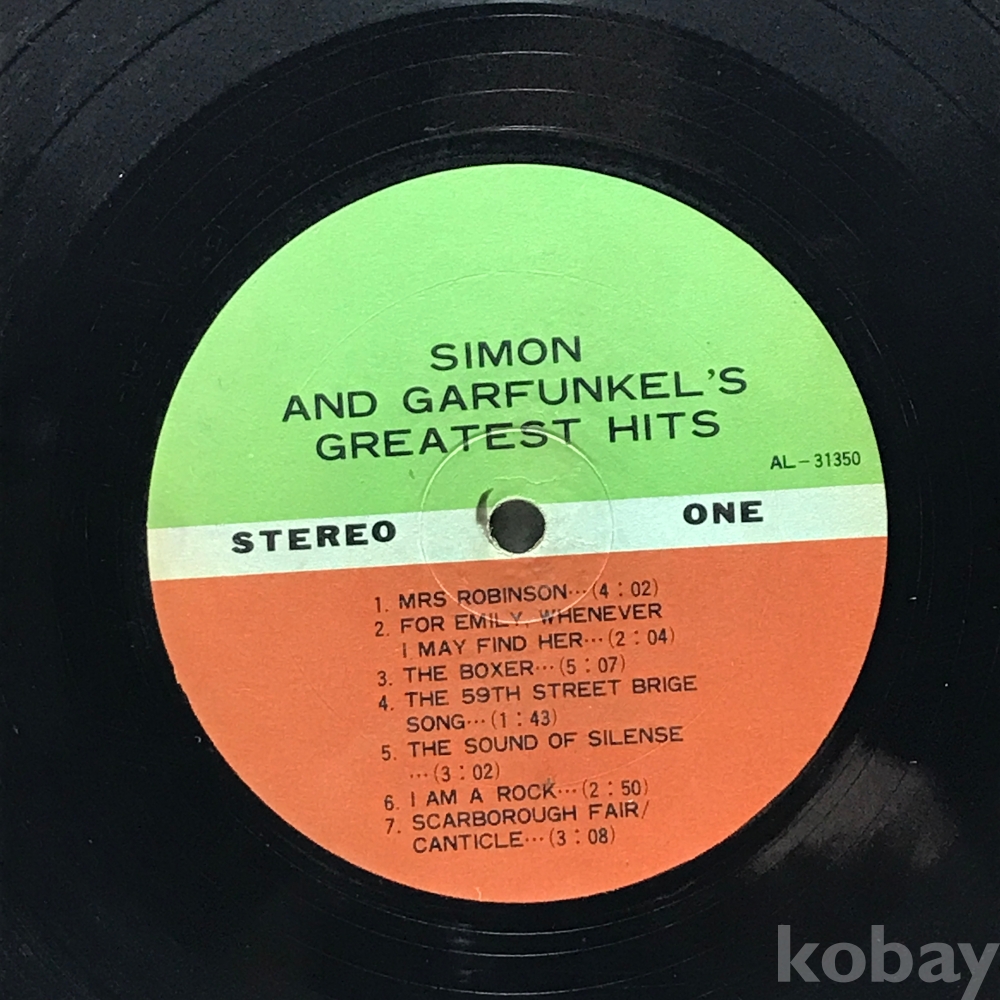 SIMON
AND GARFUNKEL'S
GREATEST HITS
AL-31350
STEREO ONE
1. MRS ROBINSON…(4:02)
2. FOR EMILY, WHENEVER
I MAY FIND HER…(2:04)
3. THE BOXER…(5:07)
4. THE 59TH STREET BRIGE
SONG…(1:43)
5. THE SOUND OF SILENSE
…(3:02)
6. I AM A ROCK…(2:50)
7. SCARBOROUGH FAIR/
CANTICLE…(3:08)
kobay